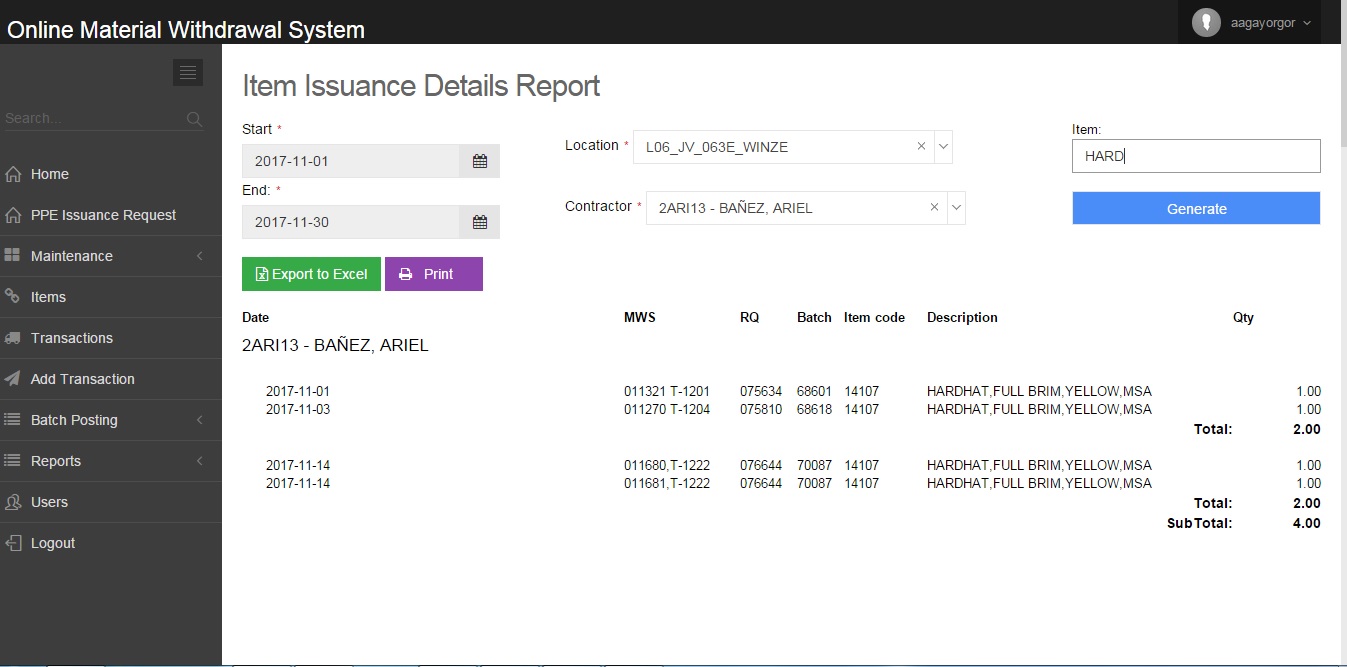 Online Material Withdrawal System
aagayorgor
Search...
Home
PPE Issuance Request
Maintenance
Items
Transactions
Add Transaction
Batch Posting
Reports
Users
Logout
Item Issuance Details Report
Start *
2017-11-01
End: *
2017-11-30
Location * L06_JV_063E_WINZE
Contractor * 2ARI13 - BAÑEZ, ARIEL
Item:
HARD
Generate
Export to Excel Print
Date MWS RQ Batch Item code Description Qty
2ARI13 - BAÑEZ, ARIEL
2017-11-01 011321 T-1201 075634 68601 14107 HARDHAT,FULL BRIM,YELLOW,MSA 1.00
2017-11-03 011270 T-1204 075810 68618 14107 HARDHAT,FULL BRIM,YELLOW,MSA 1.00
Total: 2.00
2017-11-14 011680,T-1222 076644 70087 14107 HARDHAT,FULL BRIM,YELLOW,MSA 1.00
2017-11-14 011681,T-1222 076644 70087 14107 HARDHAT,FULL BRIM,YELLOW,MSA 1.00
Total: 2.00
SubTotal: 4.00